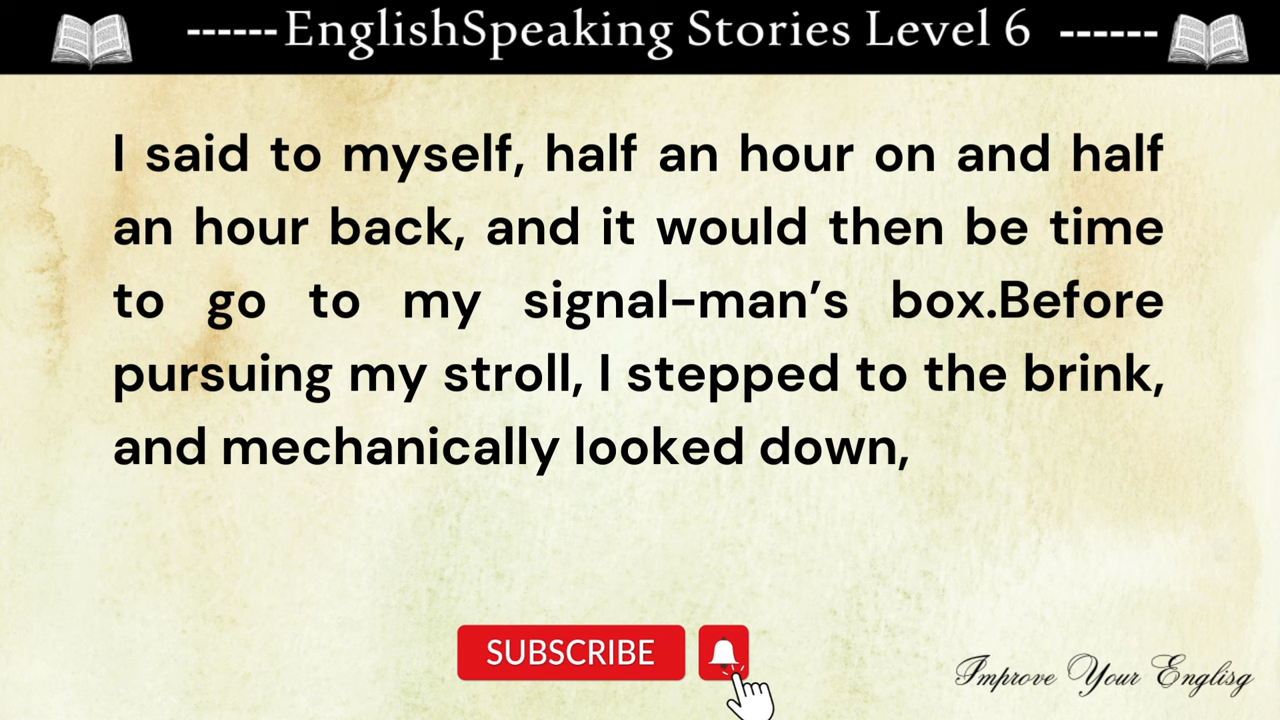 ------EnglishSpeaking Stories Level 6 ------
I said to myself, half an hour on and half
an hour back, and it would then be time
to go to my signal-man’s box.Before
pursuing my stroll, I stepped to the brink,
and mechanically looked down,
SUBSCRIBE
Improve Your Englisg